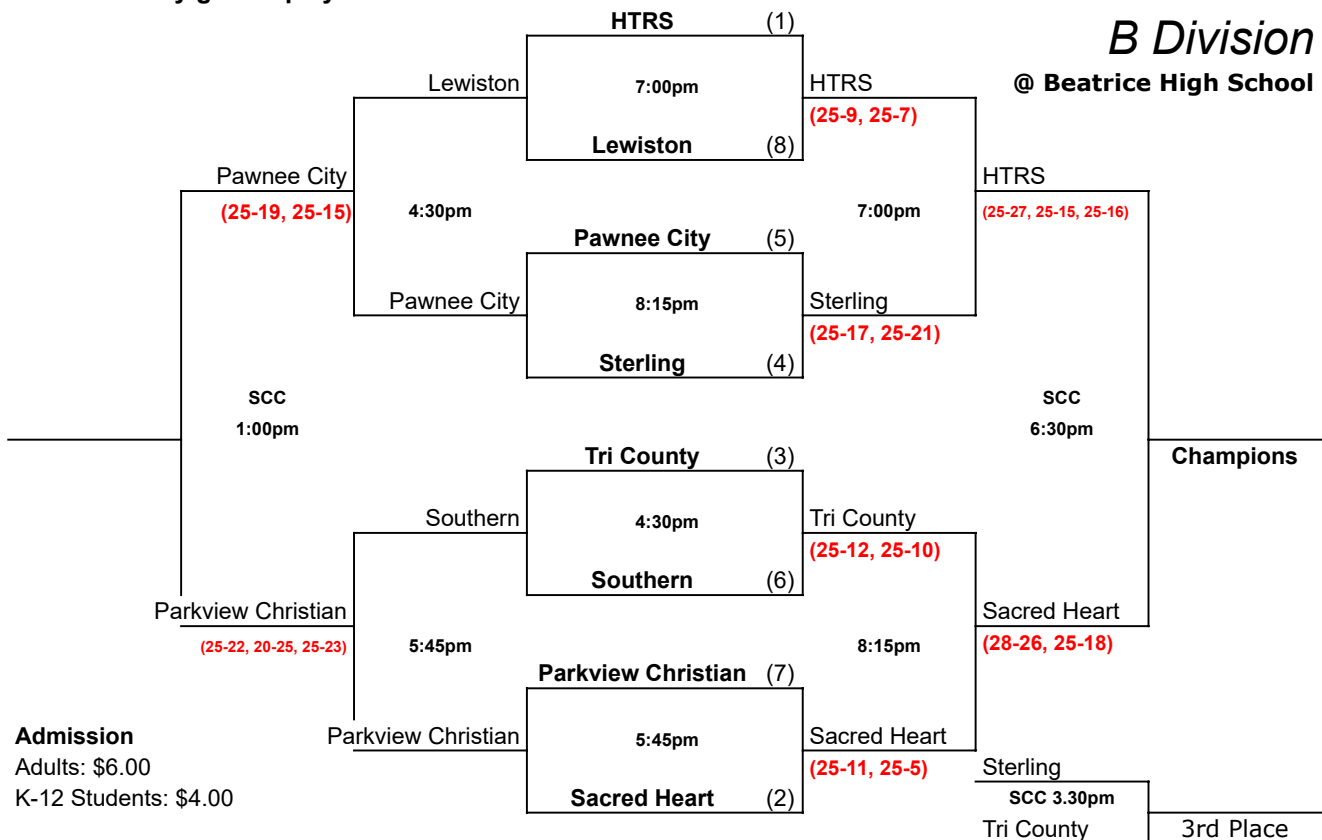 HTRS (1)
B Division
@ Beatrice High School
Lewiston 7:00pm HTRS
(25-9, 25-7)
Lewiston (8)
Pawnee City HTRS
(25-19, 25-15) 4:30pm 7:00pm (25-27, 25-15, 25-16)
Pawnee City (5)
Pawnee City 8:15pm Sterling
(25-17, 25-21)
Sterling (4)
SCC SCC
1:00pm 6:30pm
Tri County (3) Champions
Southern 4:30pm Tri County
(25-12, 25-10)
Southern (6)
Parkview Christian Sacred Heart
(25-22, 20-25, 25-23) 5:45pm 8:15pm (28-26, 25-18)
Parkview Christian (7)
Admission Parkview Christian 5:45pm Sacred Heart
Adults: $6.00 (25-11, 25-5) Sterling
K-12 Students: $4.00 Sacred Heart (2) SCC 3.30pm
Tri County 3rd Place